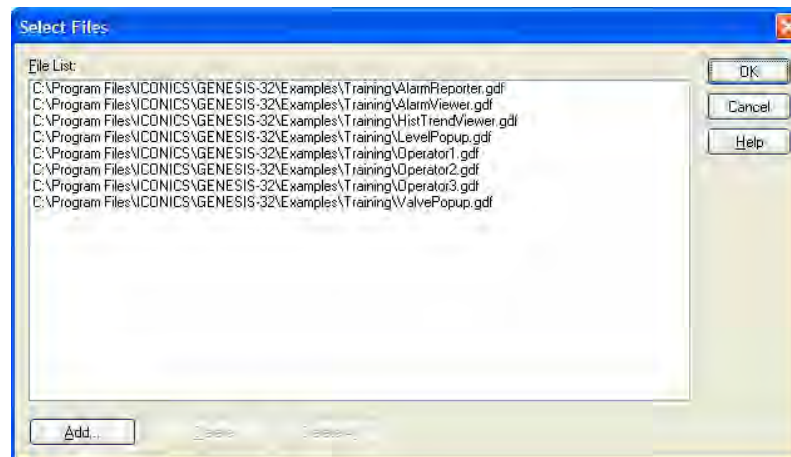 Select Files
File List:
OK
C:\Program Files\ICONICS\GENESIS-32\Examples\Training\AlarmReporter.gdf
C:\Program Files\ICONICS\GENESIS-32\Examples\Training\AlarmViewer.gdf
Cancel
C:\Program Files\ICONICS\GENESIS-32\Examples\Training\HistTrendViewer.gdf
C:\Program Files\ICONICS\GENESIS-32\Examples\Training\LevelPopup.gdf
Help
C:\Program Files\ICONICS\GENESIS-32\Examples\Training\Operator1.gdf
C:\Program Files\ICONICS\GENESIS-32\Examples\Training\Operator2.gdf
C:\Program Files\ICONICS\GENESIS-32\Examples\Training\Operator3.gdf
C:\Program Files\ICONICS\GENESIS-32\Examples\Training\ValvePopup.gdf
Add...